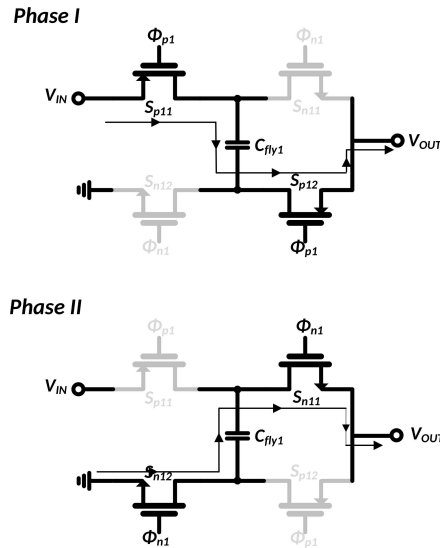 Phase I
Φp1 Φn1
VIN Sp11 Sn11
Cfly1 VOUT
Sn12 Sp12
Φn1 Φp1
Phase II
Φp1 Φn1
VIN Sp11 Sn11
Cfly1 VOUT
Sn12 Sp12
Φn1 Φp1